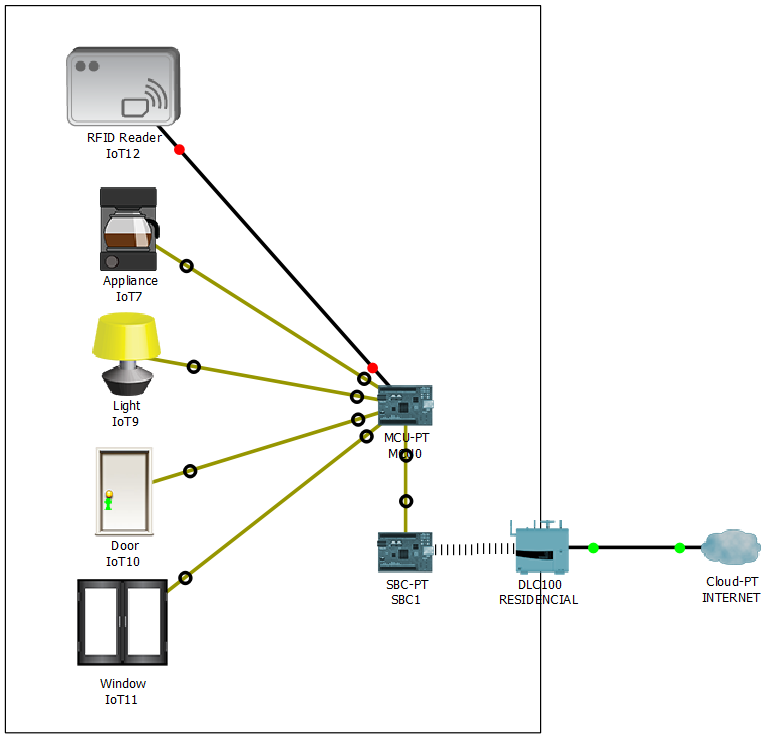 RFID Reader
IoT12
Appliance
IoT7
Light
IoT9
MCU-PT
MCU0
Door
IoT10
SBC-PT
SBC1
DLC100
RESIDENCIAL
Cloud-PT
INTERNET
Window
IoT11